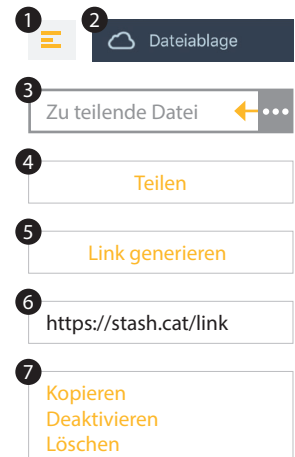 1
2 Dateiablage
3
Zu teilende Datei
4
Teilen
5
Link generieren
6
https://stash.cat/link
7
Kopieren
Deaktivieren
Löschen